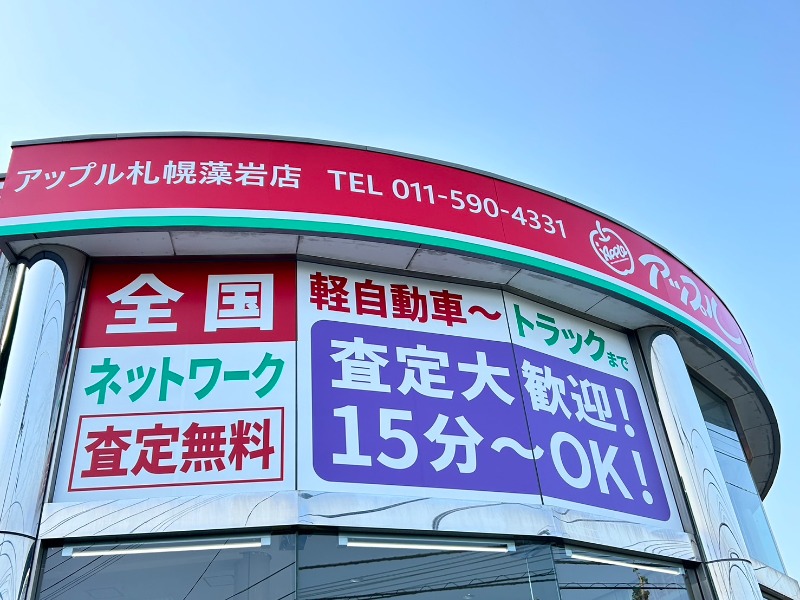 アップル札幌藻岩店 TEL 011-590-4331
Apple アップル
全国
ネットワーク
査定無料
軽自動車～トラックまで
査定大歓迎!
15分～OK!